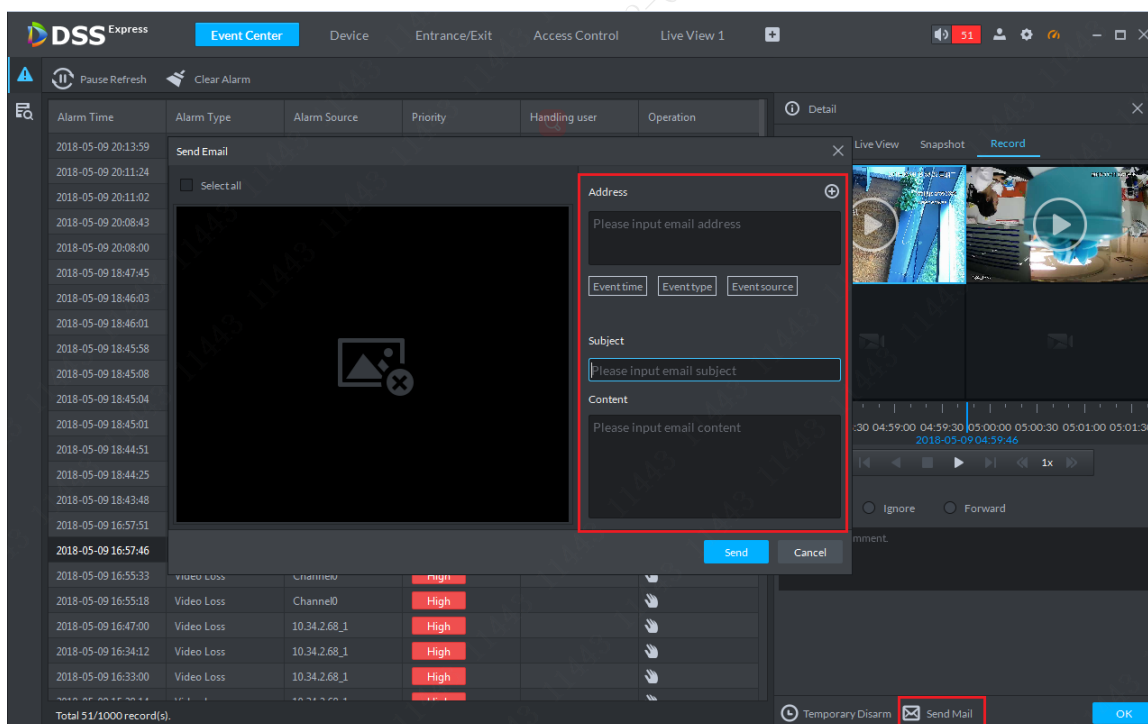 DSS Express
Event Center
Device
Entrance/Exit
Access Control
Live View 1
51
Pause Refresh
Clear Alarm
Alarm Time
Alarm Type
Alarm Source
Priority
Handling user
Operation
2018-05-09 20:13:59
2018-05-09 20:11:24
2018-05-09 20:11:02
2018-05-09 20:08:43
2018-05-09 20:08:00
2018-05-09 18:47:45
2018-05-09 18:46:03
2018-05-09 18:46:01
2018-05-09 18:45:58
2018-05-09 18:45:08
2018-05-09 18:45:04
2018-05-09 18:45:01
2018-05-09 18:44:51
2018-05-09 18:44:25
2018-05-09 18:43:48
2018-05-09 16:57:51
2018-05-09 16:57:46
2018-05-09 16:55:33 Video Loss Channel0 High
2018-05-09 16:55:18 Video Loss Channel0 High
2018-05-09 16:47:00 Video Loss 10.34.2.68_1 High
2018-05-09 16:34:12 Video Loss 10.34.2.68_1 High
2018-05-09 16:33:00 Video Loss 10.34.2.68_1 High
Total 51/1000 record(s).
Send Email
Select all
Address
Please input email address
Event time
Event type
Event source
Subject
Please input email subject
Content
Please input email content
Send
Cancel
Detail
Live View
Snapshot
Record
:30 04:59:00 04:59:30 05:00:00 05:00:30 05:01:00 05:01:3
2018-05-09 04:59:46
1x
Ignore
Forward
mment.
Temporary Disarm
Send Mail
OK